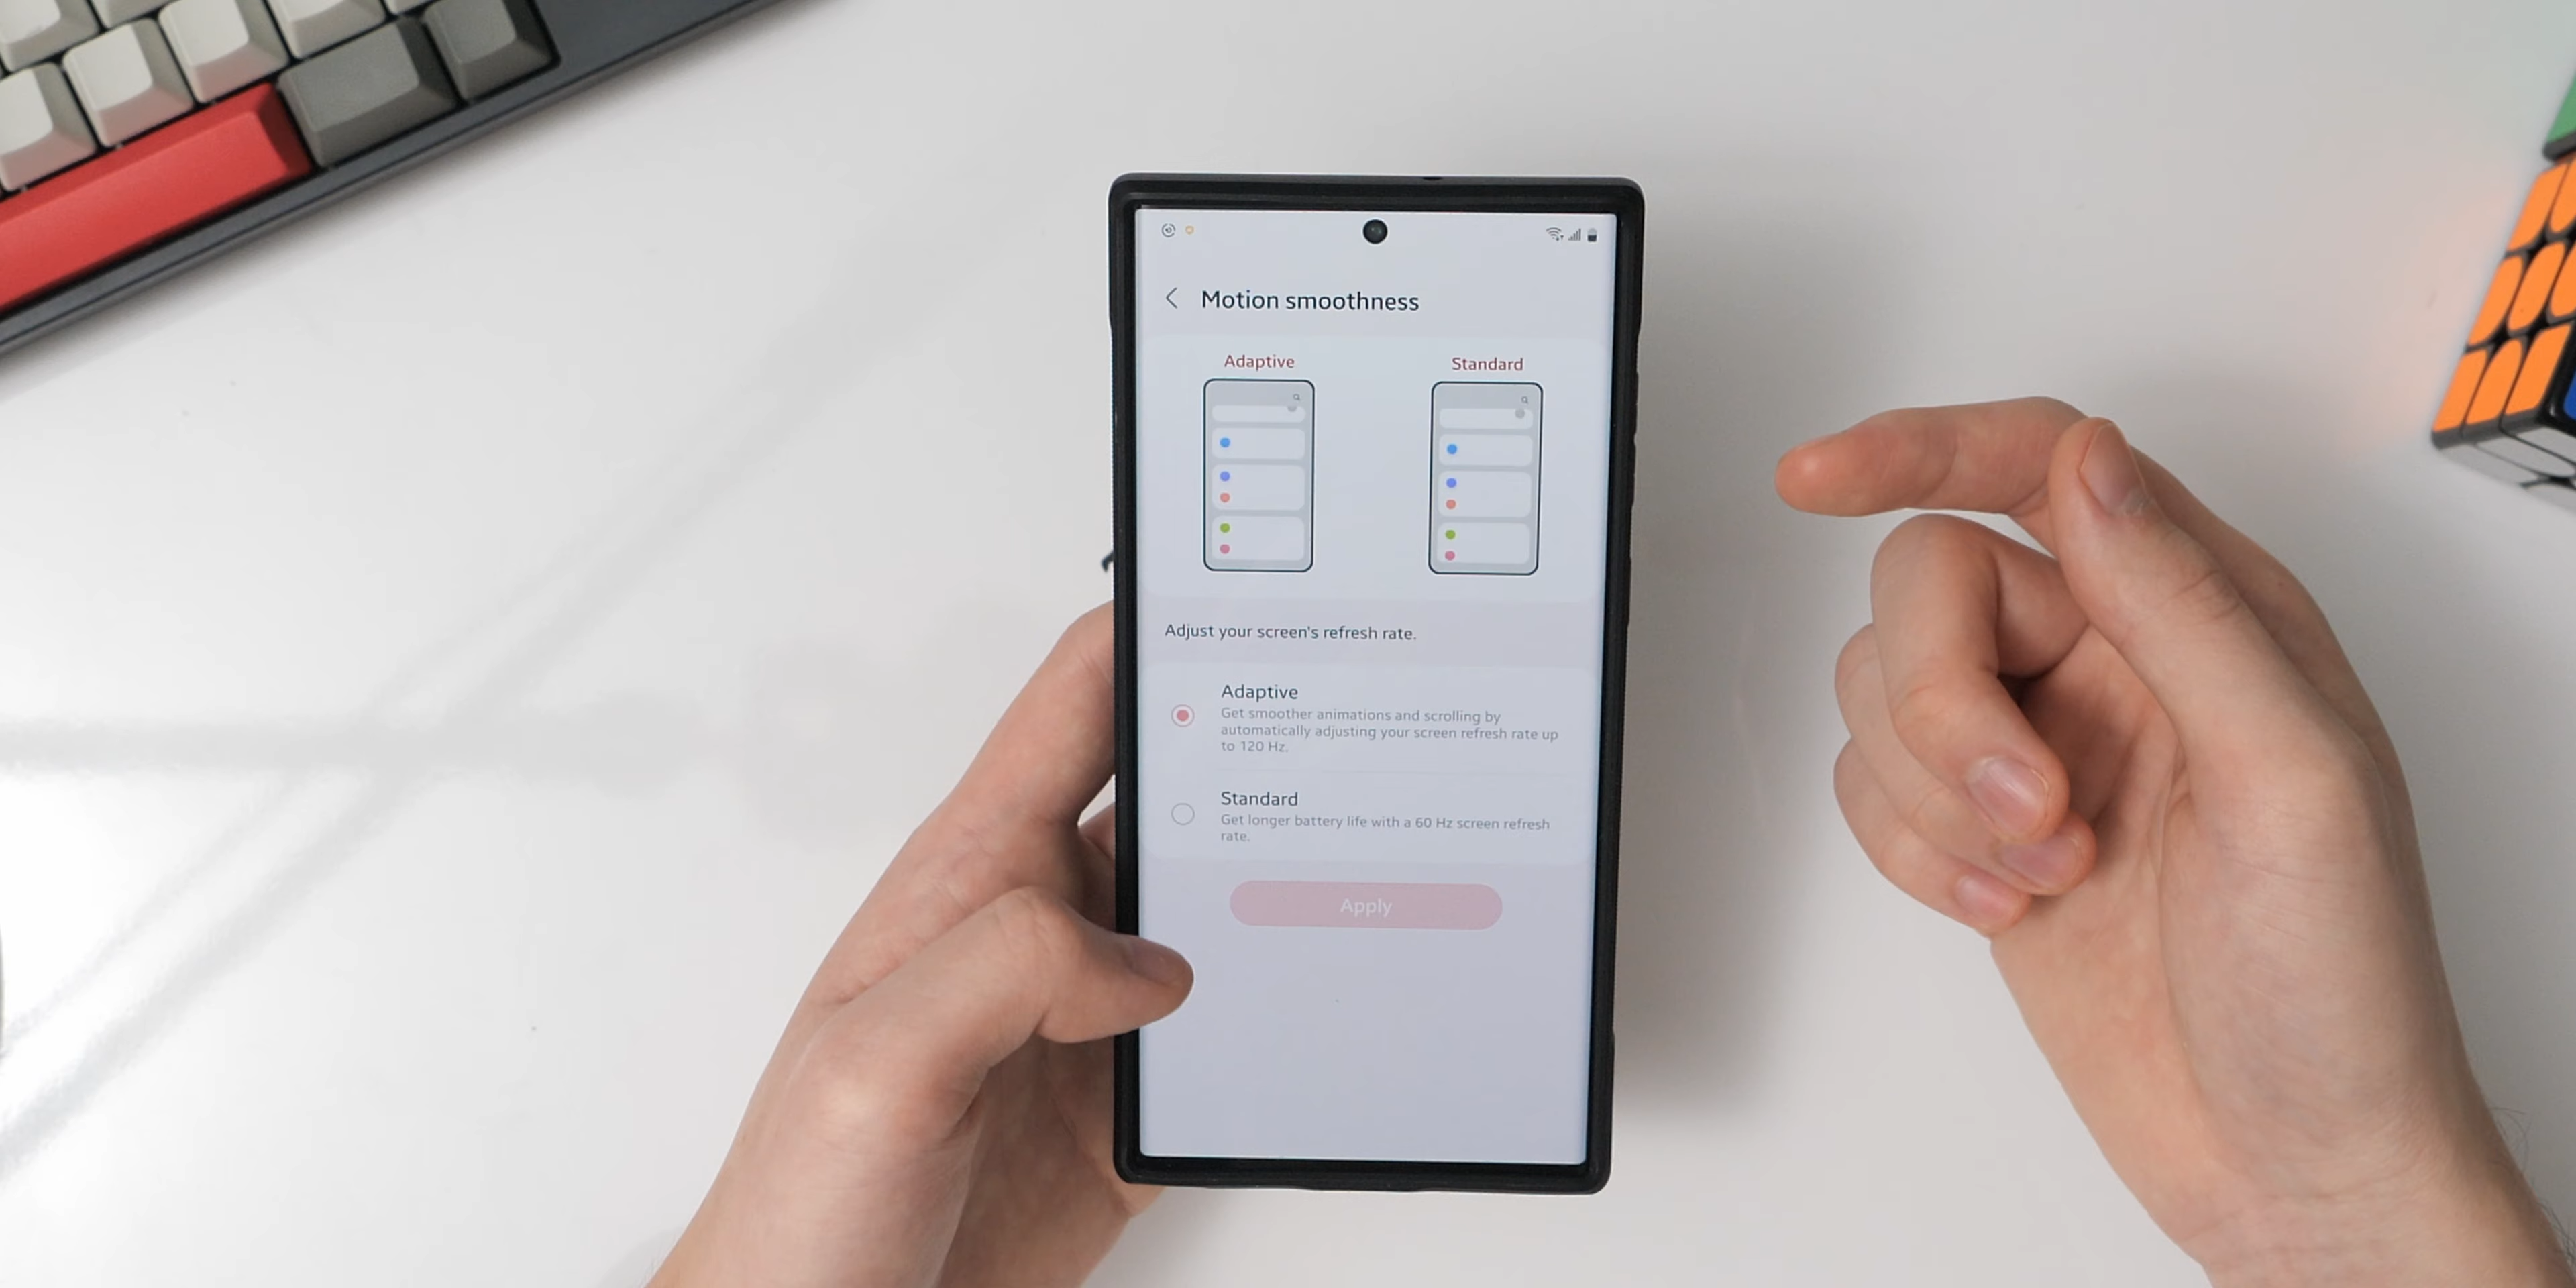 Motion smoothness
Adaptive Standard
Adjust your screen's refresh rate.
Adaptive
Get smoother animations and scrolling by
automatically adjusting your screen refresh rate up
to 120 Hz.
Standard
Get longer battery life with a 60 Hz screen refresh
rate.
Apply